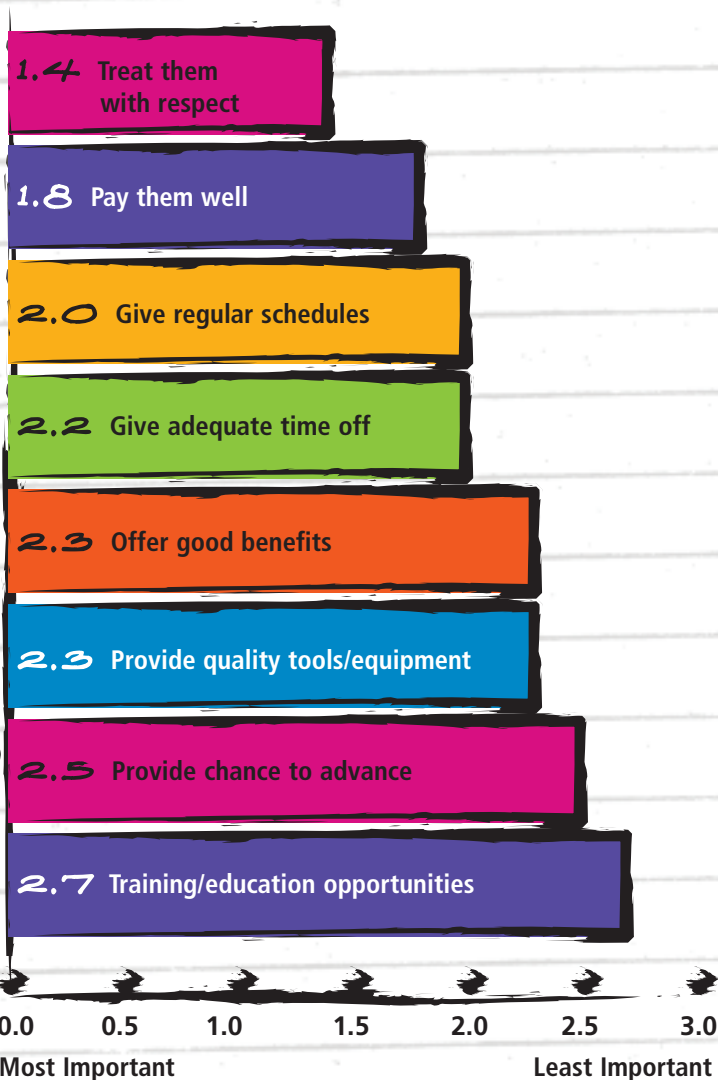 1.4 Treat them
with respect
1.8 Pay them well
2.0 Give regular schedules
2.2 Give adequate time off
2.3 Offer good benefits
2.3 Provide quality tools/equipment
2.5 Provide chance to advance
2.7 Training/education opportunities
0.0 0.5 1.0 1.5 2.0 2.5 3.0
Most Important Least Important